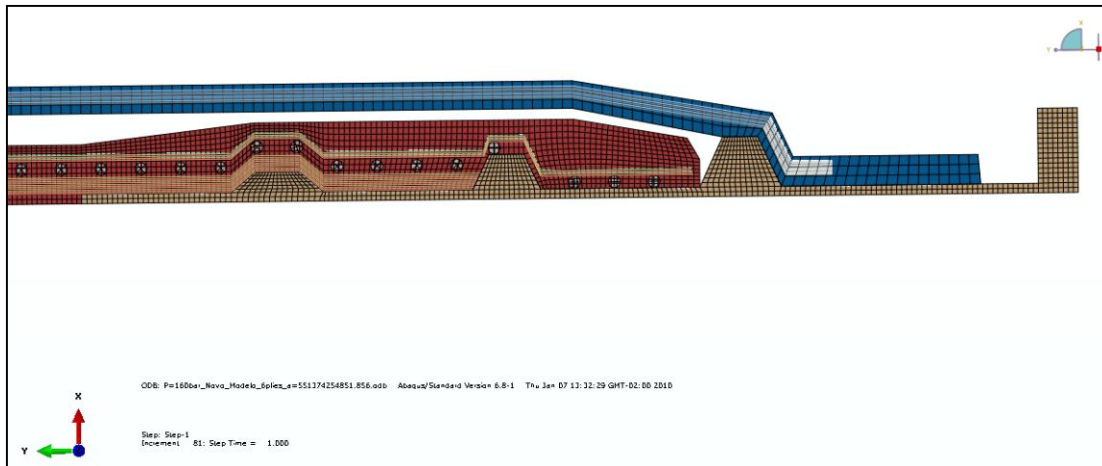 ODB: P=160bar_Novo_Modelo_6plies_a=551374254851.856.odb Abaqus/Standard Version 6.8-1 Thu Jan 07 13:32:29 GMT-02:00 2010
Step: Step-1
Increment 81: Step Time = 1.000
X
Y